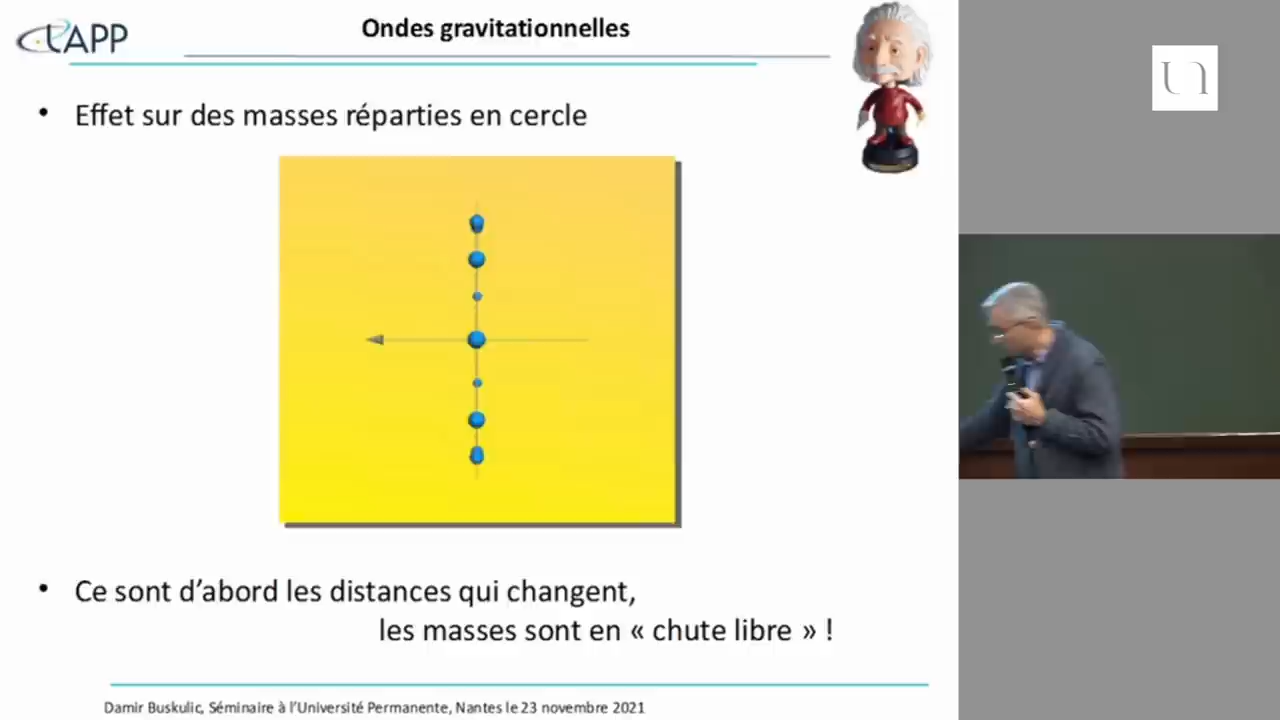 LAPP
Ondes gravitationnelles
• Effet sur des masses réparties en cercle
• Ce sont d’abord les distances qui changent,
les masses sont en « chute libre » !
Damir Buskulic, Séminaire à l’Université Permanente, Nantes le 23 novembre 2021